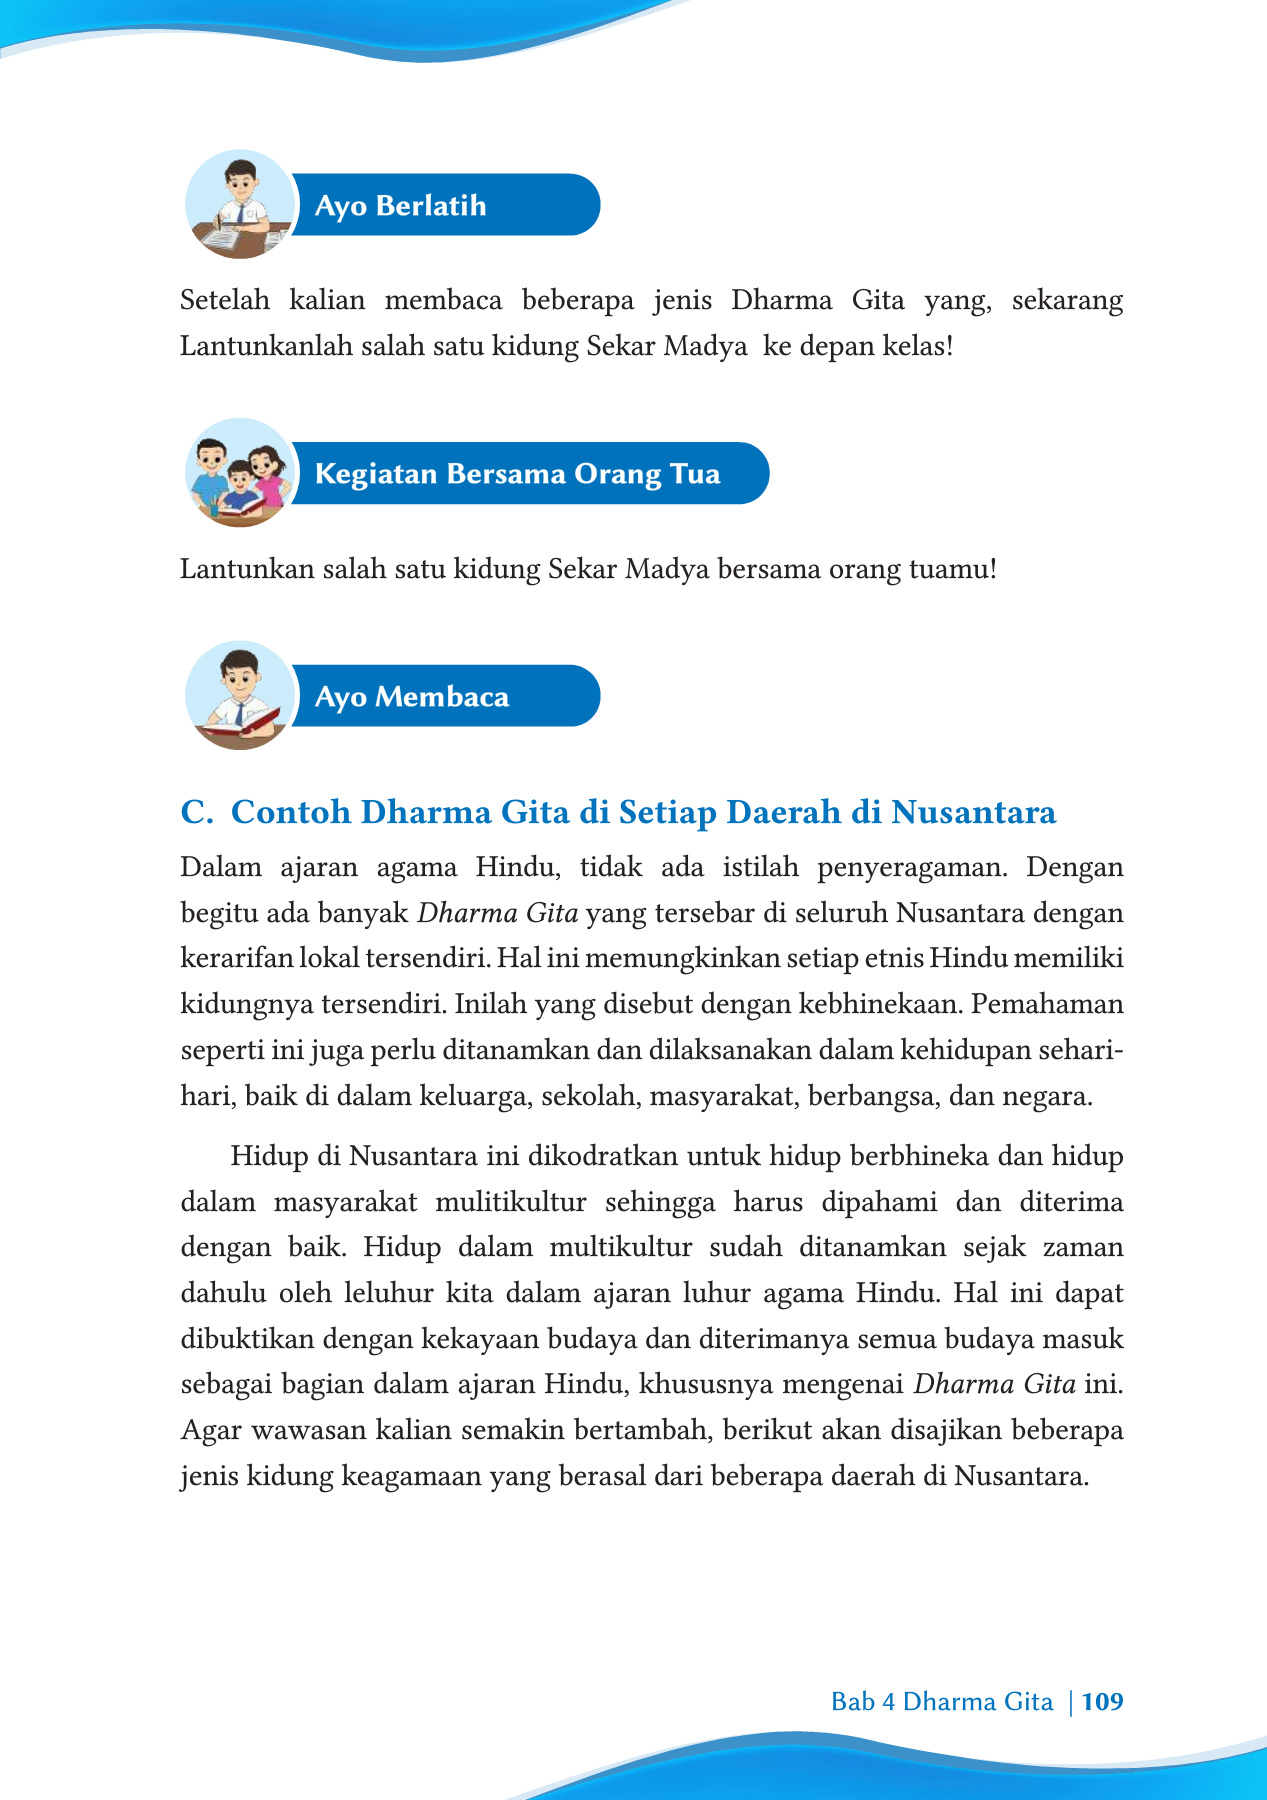 Ayo Berlatih
Setelah kalian membaca beberapa jenis Dharma Gita yang, sekarang
Lantunkanlah salah satu kidung Sekar Madya ke depan kelas!
Kegiatan Bersama Orang Tua
Lantunkan salah satu kidung Sekar Madya bersama orang tuamu!
Ayo Membaca
C. Contoh Dharma Gita di Setiap Daerah di Nusantara
Dalam ajaran agama Hindu, tidak ada istilah penyeragaman. Dengan
begitu ada banyak Dharma Gita yang tersebar di seluruh Nusantara dengan
kerarifan lokal tersendiri. Hal ini memungkinkan setiap etnis Hindu memiliki
kidungnya tersendiri. Inilah yang disebut dengan kebhinekaan. Pemahaman
seperti ini juga perlu ditanamkan dan dilaksanakan dalam kehidupan sehari-
hari, baik di dalam keluarga, sekolah, masyarakat, berbangsa, dan negara.
Hidup di Nusantara ini dikodratkan untuk hidup berbhineka dan hidup
dalam masyarakat mulitikultur sehingga harus dipahami dan diterima
dengan baik. Hidup dalam multikultur sudah ditanamkan sejak zaman
dahulu oleh leluhur kita dalam ajaran luhur agama Hindu. Hal ini dapat
dibuktikan dengan kekayaan budaya dan diterimanya semua budaya masuk
sebagai bagian dalam ajaran Hindu, khususnya mengenai Dharma Gita ini.
Agar wawasan kalian semakin bertambah, berikut akan disajikan beberapa
jenis kidung keagamaan yang berasal dari beberapa daerah di Nusantara.
Bab 4 Dharma Gita | 109